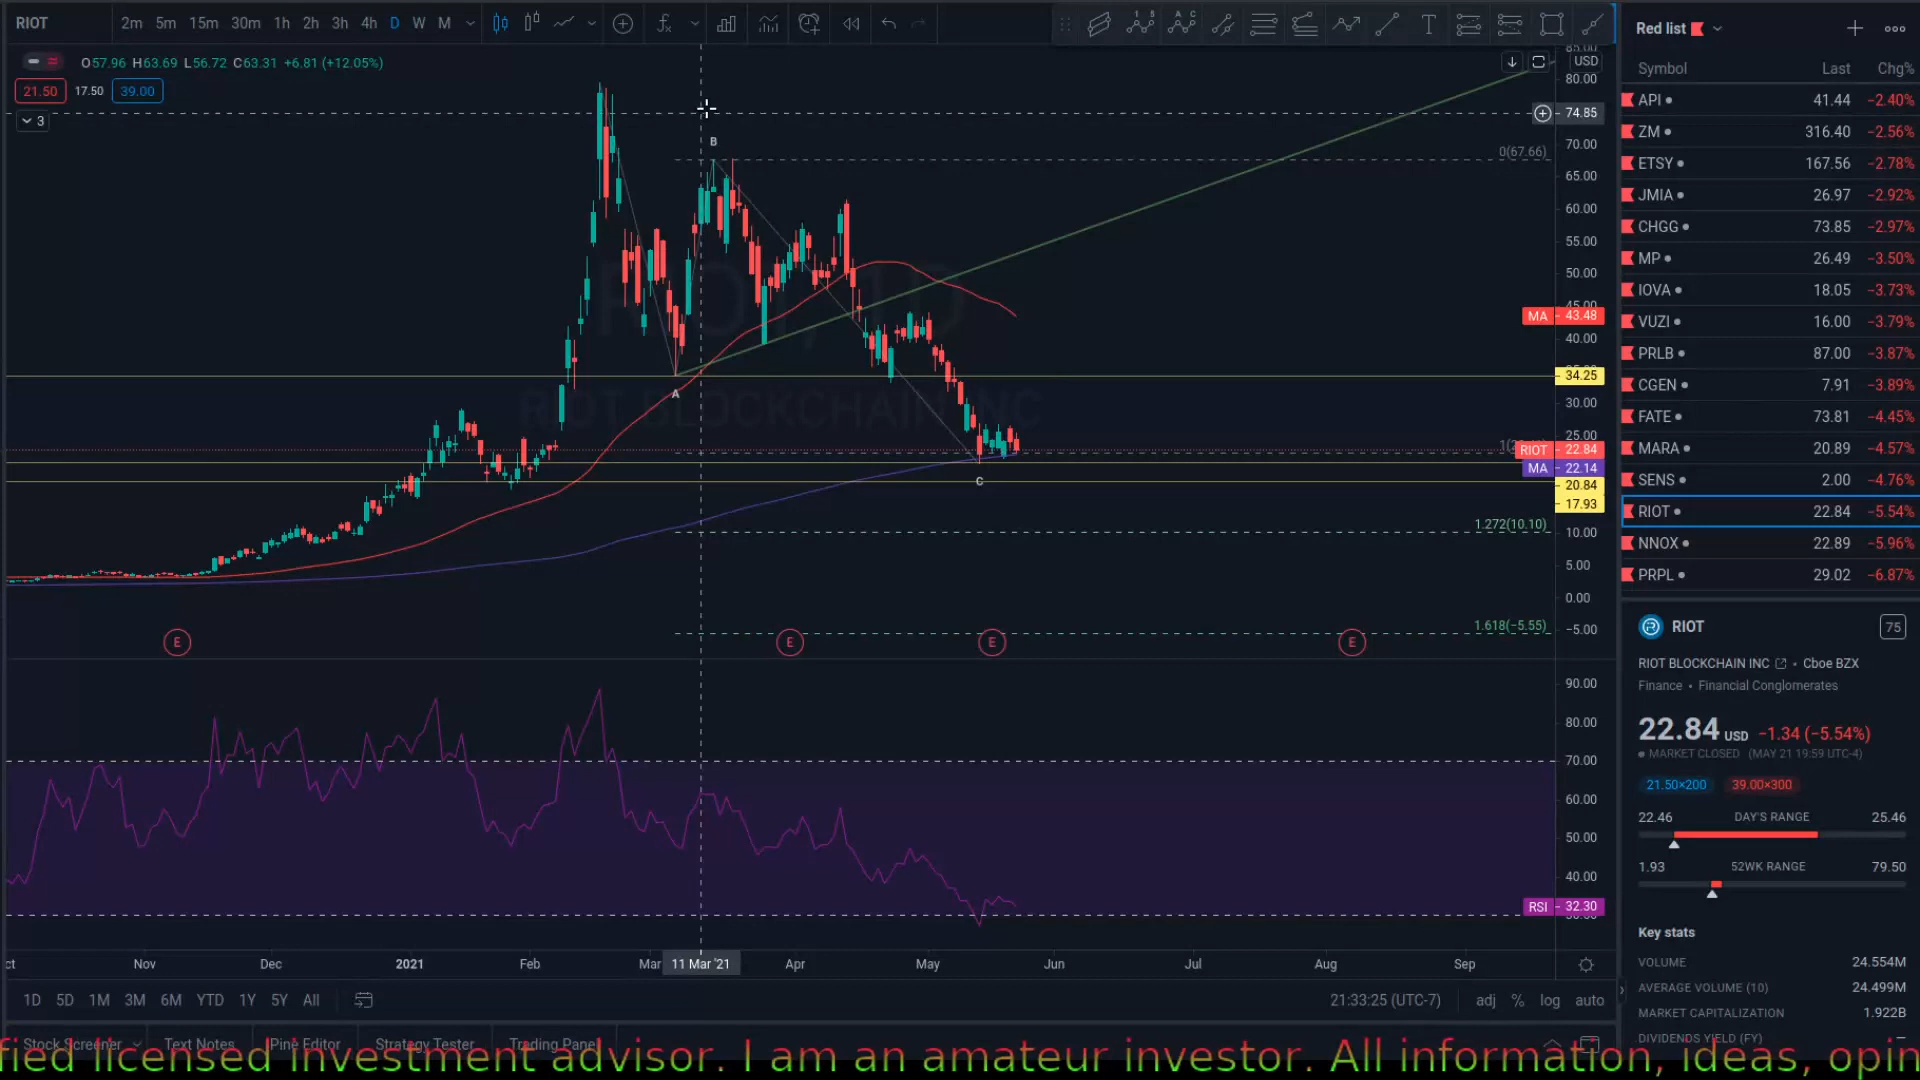 RIOT 2m 5m 15m 30m 1h 2h 3h 4h D W M
O57.96 H63.69 L56.72 C63.31 +6.81 (+12.05%)
21.50 17.50 39.00
3
85.00
USD
80.00
74.85
70.00
65.00
60.00
55.00
50.00
45.00
MA 43.48
40.00
34.25
30.00
25.00
RIOT 22.84
MA 22.14
20.84
17.93
10.00
5.00
0.00
-5.00
B
A
C
0(67.66)
1.272(10.10)
1.618(-5.55)
RIOT, 1D
RIOT BLOCKCHAIN INC
E E E E
90.00
80.00
70.00
60.00
50.00
40.00
RSI 32.30
Nov Dec 2021 Feb Mar 11 Mar '21 Apr May Jun Jul Aug Sep
1D 5D 1M 3M 6M YTD 1Y 5Y All
21:33:25 (UTC-7) adj % log auto
Stock Screener Text Notes Pine Editor Strategy Tester Trading Panel
fied licensed investment advisor. I am an amateur investor. All information, ideas, opin
Red list
Symbol Last Chg%
API 41.44 −2.40%
ZM 316.40 −2.56%
ETSY 167.56 −2.78%
JMIA 26.97 −2.92%
CHGG 73.85 −2.97%
MP 26.49 −3.50%
IOVA 18.05 −3.73%
VUZI 16.00 −3.79%
PRLB 87.00 −3.87%
CGEN 7.91 −3.89%
FATE 73.81 −4.45%
MARA 20.89 −4.57%
SENS 2.00 −4.76%
RIOT 22.84 −5.54%
NNOX 22.89 −5.96%
PRPL 29.02 −6.87%
RIOT 75
RIOT BLOCKCHAIN INC • Cboe BZX
Finance • Financial Conglomerates
22.84 USD −1.34 (−5.54%)
MARKET CLOSED (MAY 21 19:59 UTC-4)
21.50×200 39.00×300
22.46 DAY'S RANGE 25.46
1.93 52WK RANGE 79.50
Key stats
VOLUME 24.554M
AVERAGE VOLUME (10) 24.499M
MARKET CAPITALIZATION 1.922B
DIVIDENDS YIELD (FY) —